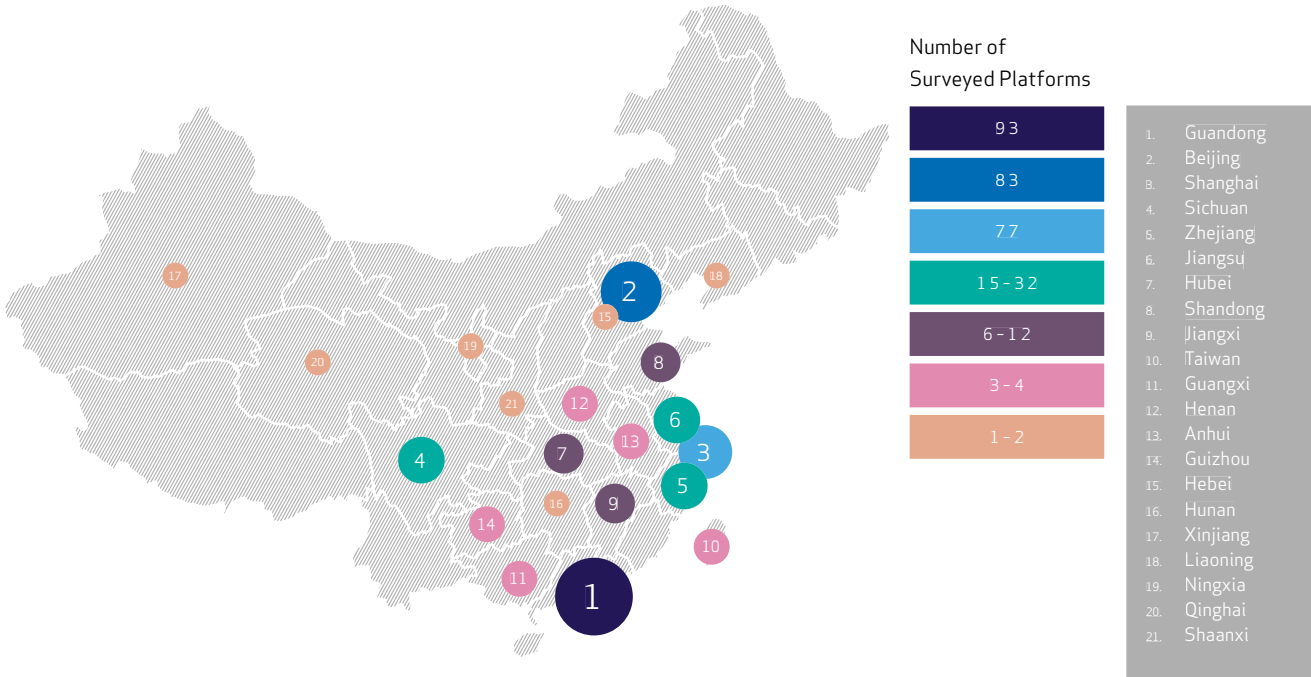 Number of
Surveyed Platforms
93
83
77
15-32
6-12
3-4
1-2
1. Guandong
2. Beijing
3. Shanghai
4. Sichuan
5. Zhejiang
6. Jiangsu
7. Hubei
8. Shandong
9. Jiangxi
10. Taiwan
11. Guangxi
12. Henan
13. Anhui
14. Guizhou
15. Hebei
16. Hunan
17. Xinjiang
18. Liaoning
19. Ningxia
20. Qinghai
21. Shaanxi
17
2
18
15
19
20
8
21
12
6
13
3
7
4
5
16
9
14
10
11
1